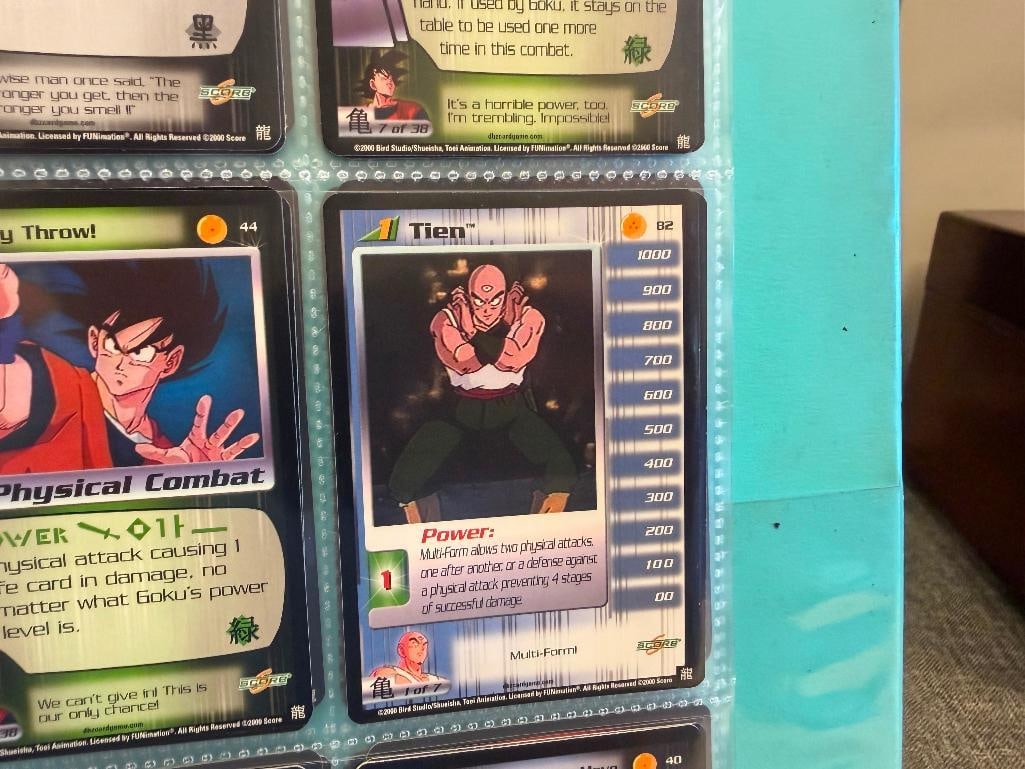 黒
wise man once said, "The
onger you get, then the
onger you smell !!"
SCORE
dbzcardgame.com
Animation. Licensed by FUNimation®. All Rights Reserved ©2000 Score
龍
hand, if used by Goku, it stays on the
table to be used one more
time in this combat.
緑
It's a horrible power, too.
I'm trembling. Impossible!
SCORE
亀
7 of 38
dbzcardgame.com
©2000 Bird Studio/Shueisha, Toei Animation. Licensed by FUNimation®. All Rights Reserved ©2000 Score
龍
y Throw!
44
Physical Combat
hysical attack causing 1
fe card in damage, no
matter what Goku's power
level is.
緑
We can't give in! This is
our only chance!
SCORE
38
dbzcardgame.com
Shueisha, Toei Animation. Licensed by FUNimation®. All Rights Reserved ©2000 Score
龍
1 Tien™
82
1000
900
800
700
600
500
400
300
200
100
00
Power:
1
Multi-Form allows two physical attacks,
one after another, or a defense against
a physical attack preventing 4 stages
of successful damage.
Multi-Form!
SCORE
亀
1 of 7
dbzcardgame.com
©2000 Bird Studio/Shueisha, Toei Animation. Licensed by FUNimation®. All Rights Reserved ©2000 Score
龍
40